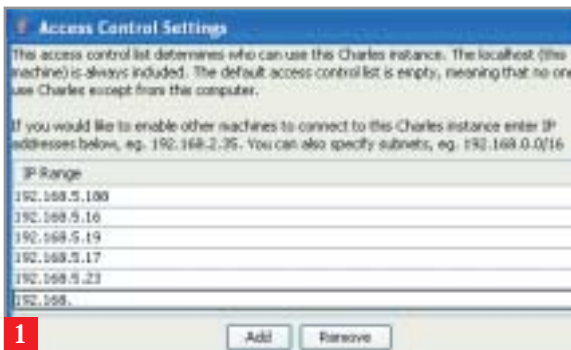 Access Control Settings
This access control list determines who can use this Charles instance. The localhost (this
machine) is always included. The default access control list is empty, meaning that no one
use Charles except from this computer.
If you would like to enable other machines to connect to this Charles instance enter IP
addresses below, eg. 192.168.2.35. You can also specify subnets, eg. 192.168.0.0/16
IP Range
192.168.5.100
192.168.5.16
192.168.5.19
192.168.5.17
192.168.5.23
192.168.
1
Add Remove